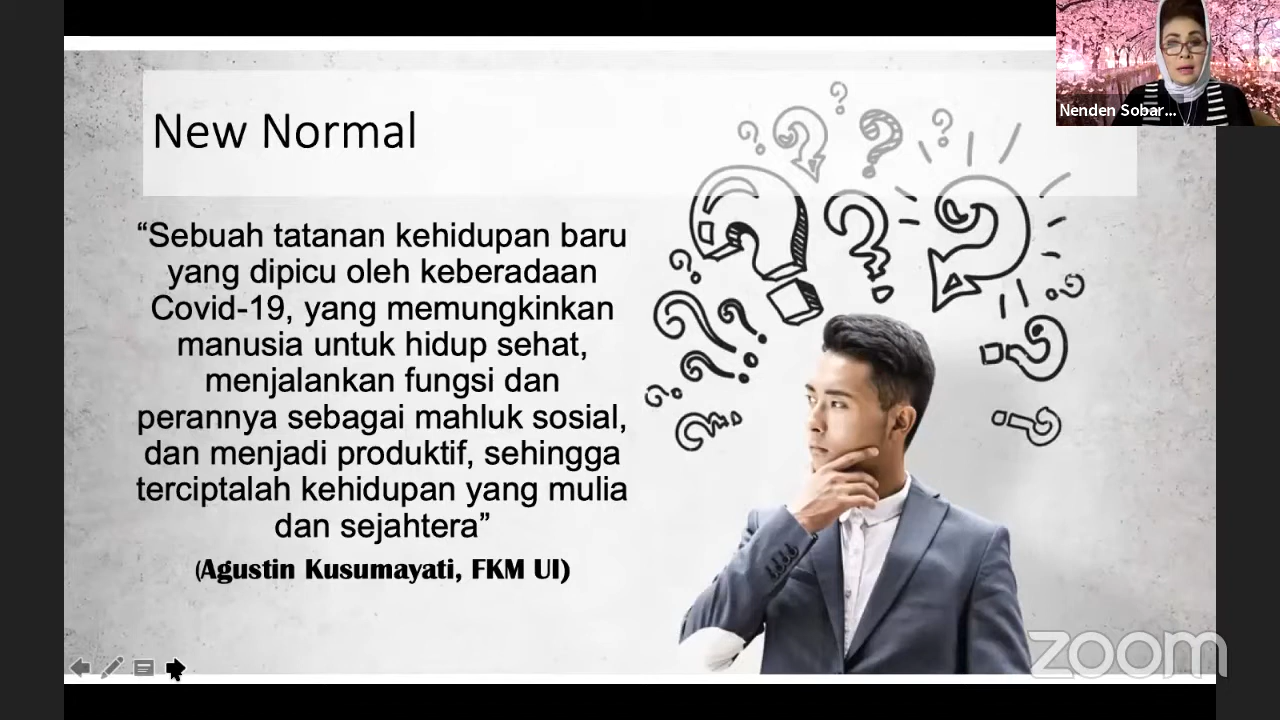 Nenden Sobar...
New Normal
“Sebuah tatanan kehidupan baru
yang dipicu oleh keberadaan
Covid-19, yang memungkinkan
manusia untuk hidup sehat,
menjalankan fungsi dan
perannya sebagai mahluk sosial,
dan menjadi produktif, sehingga
terciptalah kehidupan yang mulia
dan sejahtera”
(Agustin Kusumayati, FKM UI)
zoom